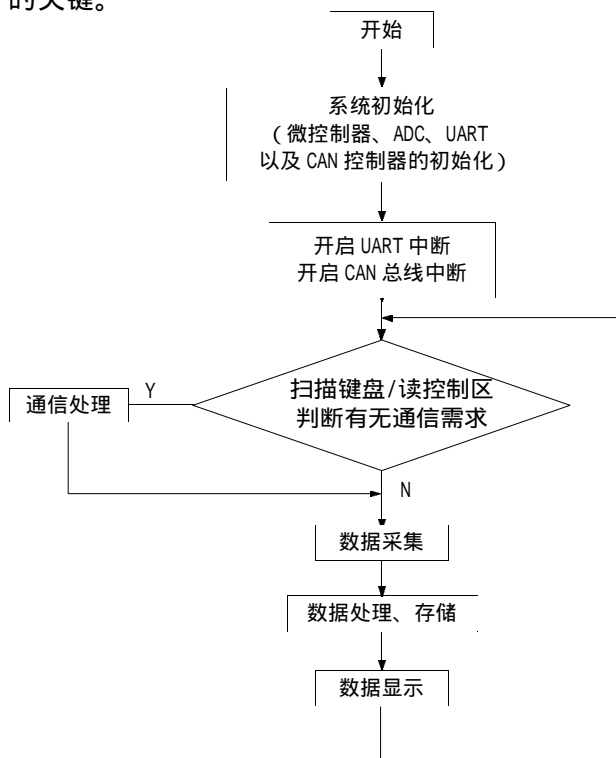 的关键。
开始
系统初始化
(微控制器、ADC、UART
以及 CAN 控制器的初始化)
开启 UART 中断
开启 CAN 总线中断
扫描键盘/读控制区
判断有无通信需求
Y
通信处理
N
数据采集
数据处理、存储
数据显示